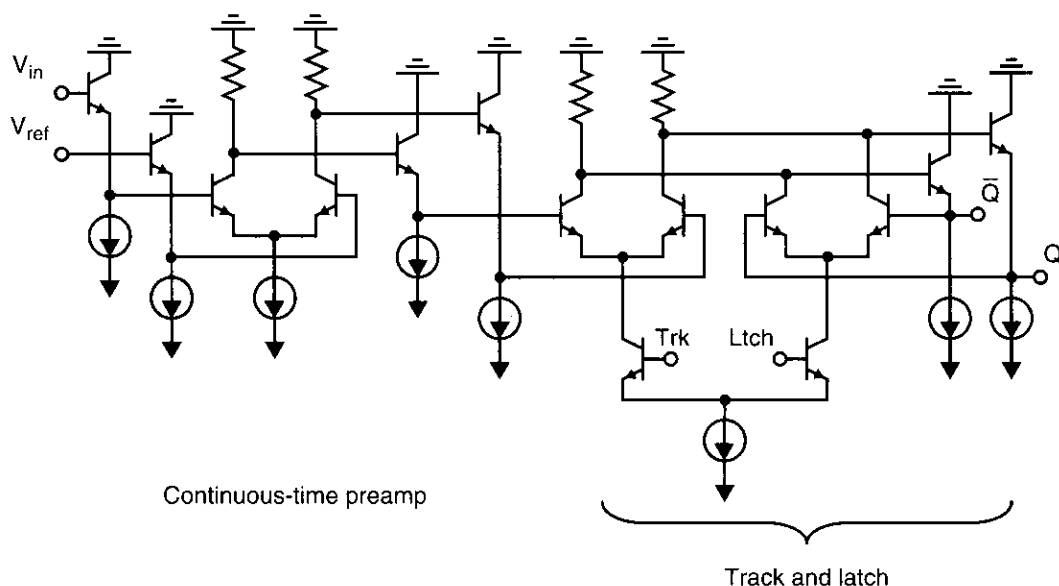 V_in
V_ref
Q̄
Q
Trk
Ltch
Continuous-time preamp
Track and latch